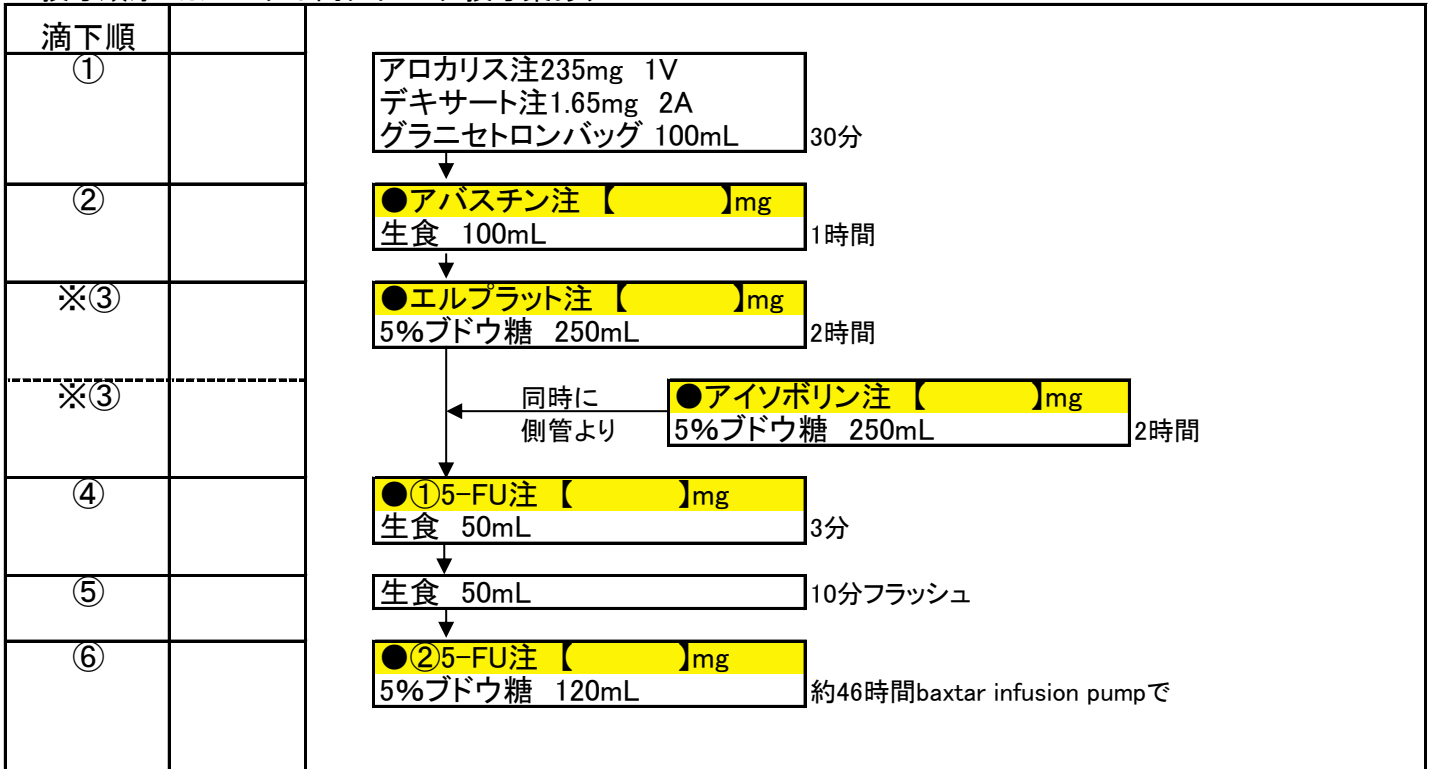 滴下順
①
アロカリス注235mg 1V
デキサート注1.65mg 2A
グラニセトロンバッグ 100mL 30分
②
●アバスチン注 【 】mg
生食 100mL 1時間
※③
●エルプラット注 【 】mg
5%ブドウ糖 250mL 2時間
※③
同時に
側管より
●アイソボリン注 【 】mg
5%ブドウ糖 250mL 2時間
④
●①5-FU注 【 】mg
生食 50mL 3分
⑤
生食 50mL 10分フラッシュ
⑥
●②5-FU注 【 】mg
5%ブドウ糖 120mL 約46時間baxtar infusion pumpで